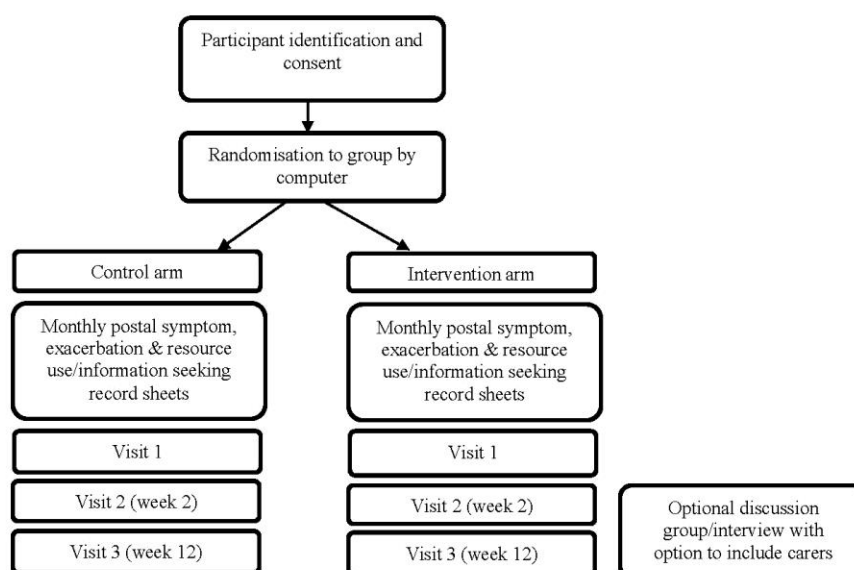 Participant identification and
consent
Randomisation to group by
computer
Control arm
Intervention arm
Monthly postal symptom,
exacerbation & resource
use/information seeking
record sheets
Monthly postal symptom,
exacerbation & resource
use/information seeking
record sheets
Visit 1
Visit 1
Visit 2 (week 2)
Visit 2 (week 2)
Visit 3 (week 12)
Visit 3 (week 12)
Optional discussion
group/interview with
option to include carers